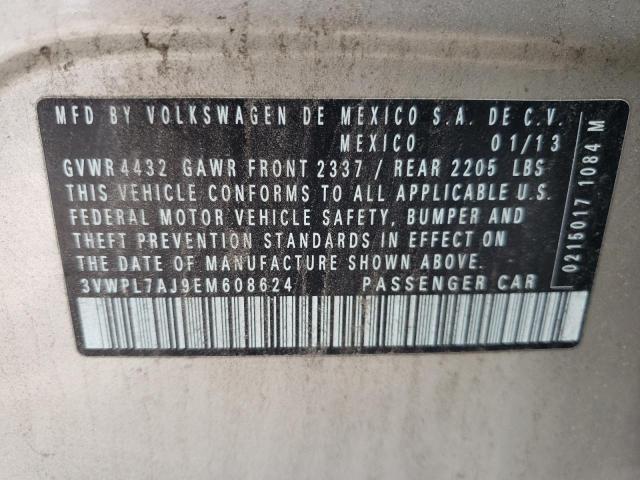 MFD BY VOLKSWAGEN DE MEXICO S.A. DE C.V.
MEXICO 01/13
GVWR 4432 GAWR FRONT 2337 / REAR 2205 LBS
THIS VEHICLE CONFORMS TO ALL APPLICABLE U.S.
FEDERAL MOTOR VEHICLE SAFETY, BUMPER AND
THEFT PREVENTION STANDARDS IN EFFECT ON
THE DATE OF MANUFACTURE SHOWN ABOVE.
3VWPL7AJ9EM608624 PASSENGER CAR
0215017 1084 M